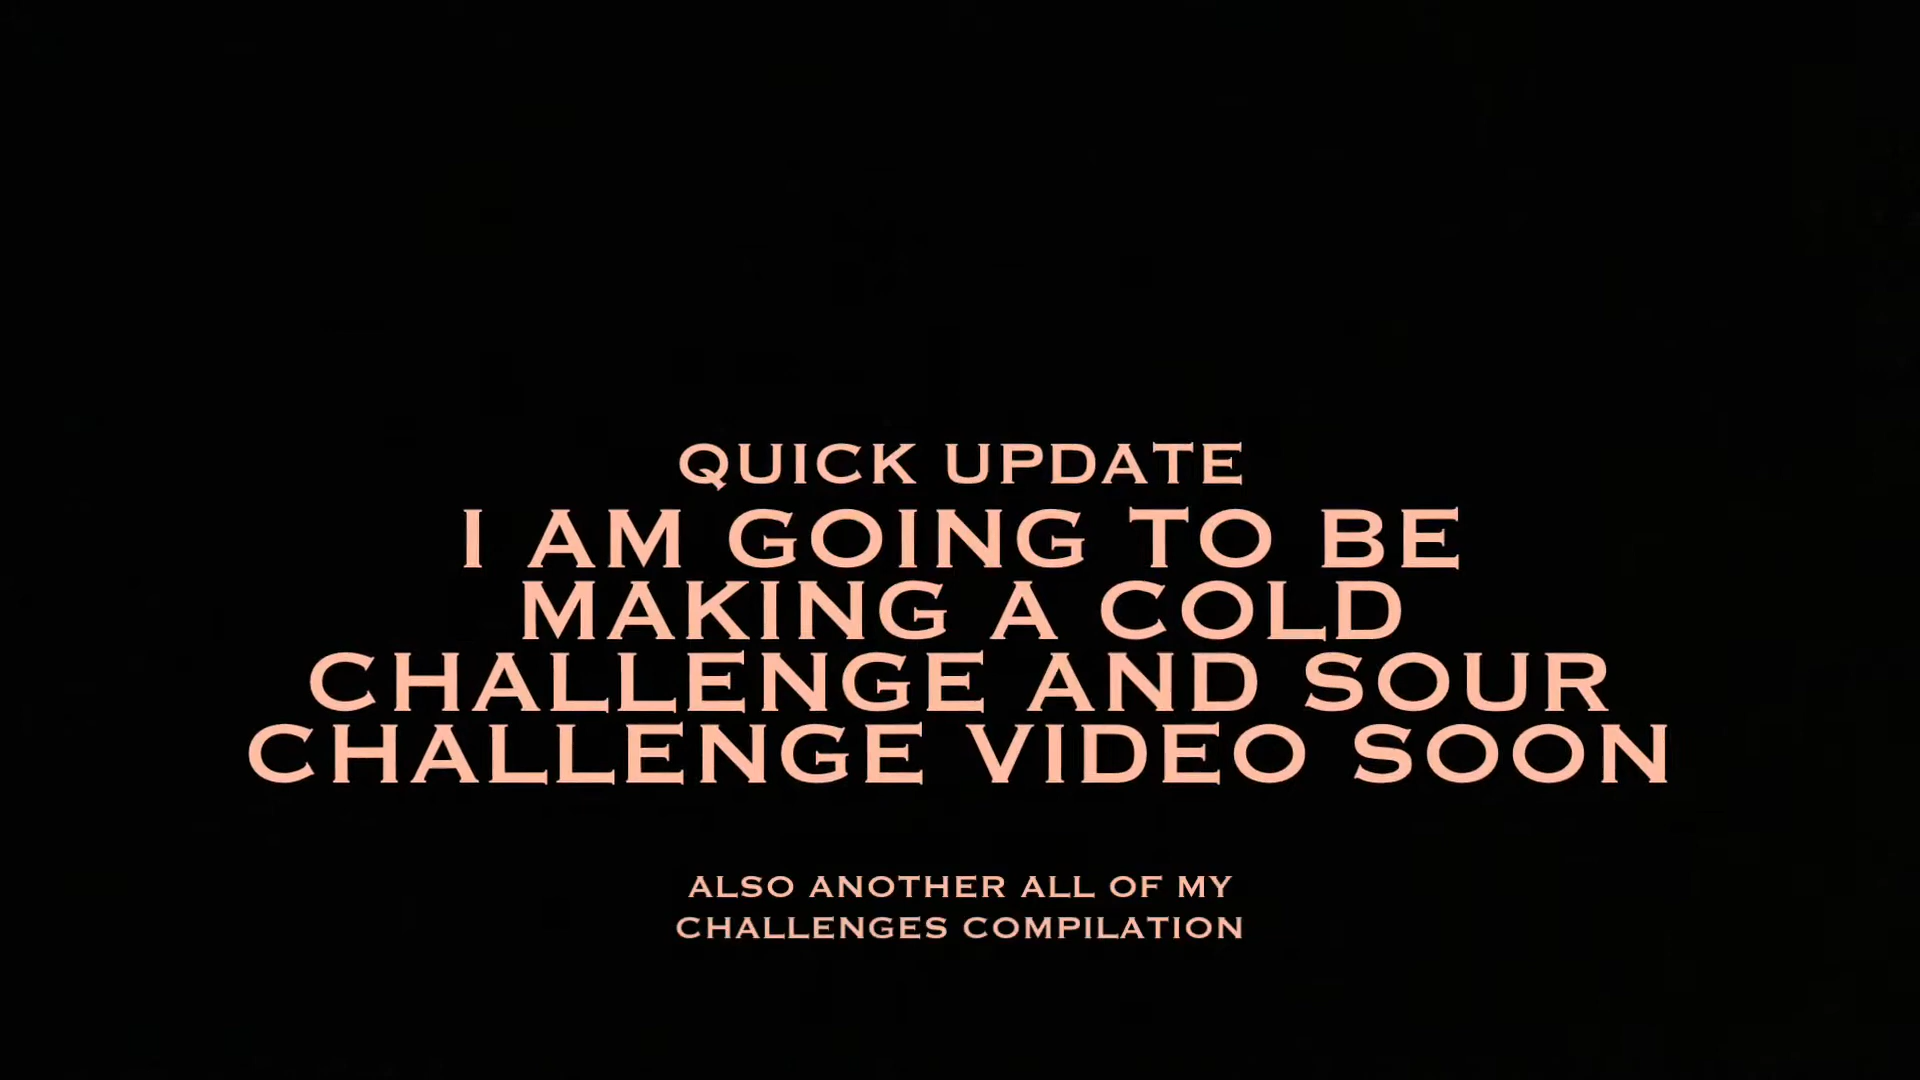 QUICK UPDATE
I AM GOING TO BE
MAKING A COLD
CHALLENGE AND SOUR
CHALLENGE VIDEO SOON
ALSO ANOTHER ALL OF MY
CHALLENGES COMPILATION